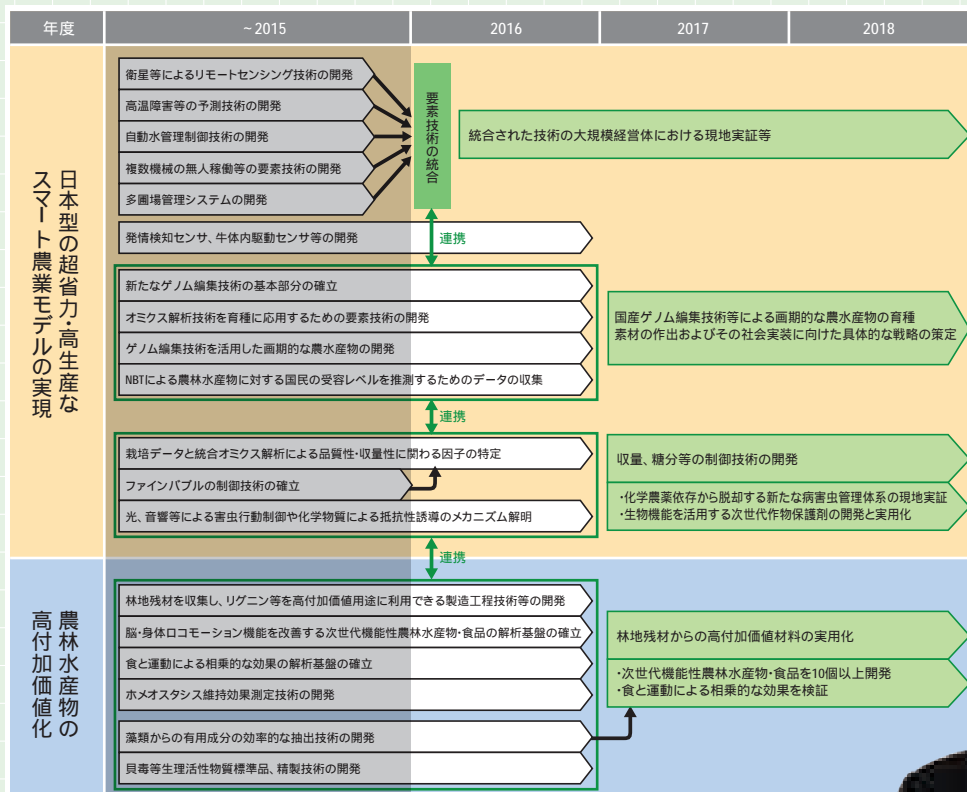 年度
~2015
2016
2017
2018
日本型の超省力・高生産な
スマート農業モデルの実現
衛星等によるリモートセンシング技術の開発
高温障害等の予測技術の開発
自動水管理制御技術の開発
複数機械の無人稼働等の要素技術の開発
多圃場管理システムの開発
要素技術の統合
統合された技術の大規模経営体における現地実証等
発情検知センサ、牛体内駆動センサ等の開発
連携
新たなゲノム編集技術の基本部分の確立
オミクス解析技術を育種に応用するための要素技術の開発
ゲノム編集技術を活用した画期的な農水産物の開発
NBTによる農林水産物に対する国民の受容レベルを推測するためのデータの収集
国産ゲノム編集技術等による画期的な農水産物の育種
素材の作出およびその社会実装に向けた具体的な戦略の策定
連携
栽培データと統合オミクス解析による品質性・収量性に関わる因子の特定
ファインバブルの制御技術の確立
光、音響等による害虫行動制御や化学物質による抵抗性誘導のメカニズム解明
収量、糖分等の制御技術の開発
・化学農薬依存から脱却する新たな病害虫管理体系の現地実証
・生物機能を活用する次世代作物保護剤の開発と実用化
連携
農林水産物の
高付加価値化
林地残材を収集し、リグニン等を高付加価値用途に利用できる製造工程技術等の開発
脳・身体ロコモーション機能を改善する次世代機能性農林水産物・食品の解析基盤の確立
食と運動による相乗的な効果の解析基盤の確立
ホメオスタシス維持効果測定技術の開発
藻類からの有用成分の効率的な抽出技術の開発
貝毒等生理活性物質標準品、精製技術の開発
林地残材からの高付加価値材料の実用化
・次世代機能性農林水産物・食品を10個以上開発
・食と運動による相乗的な効果を検証